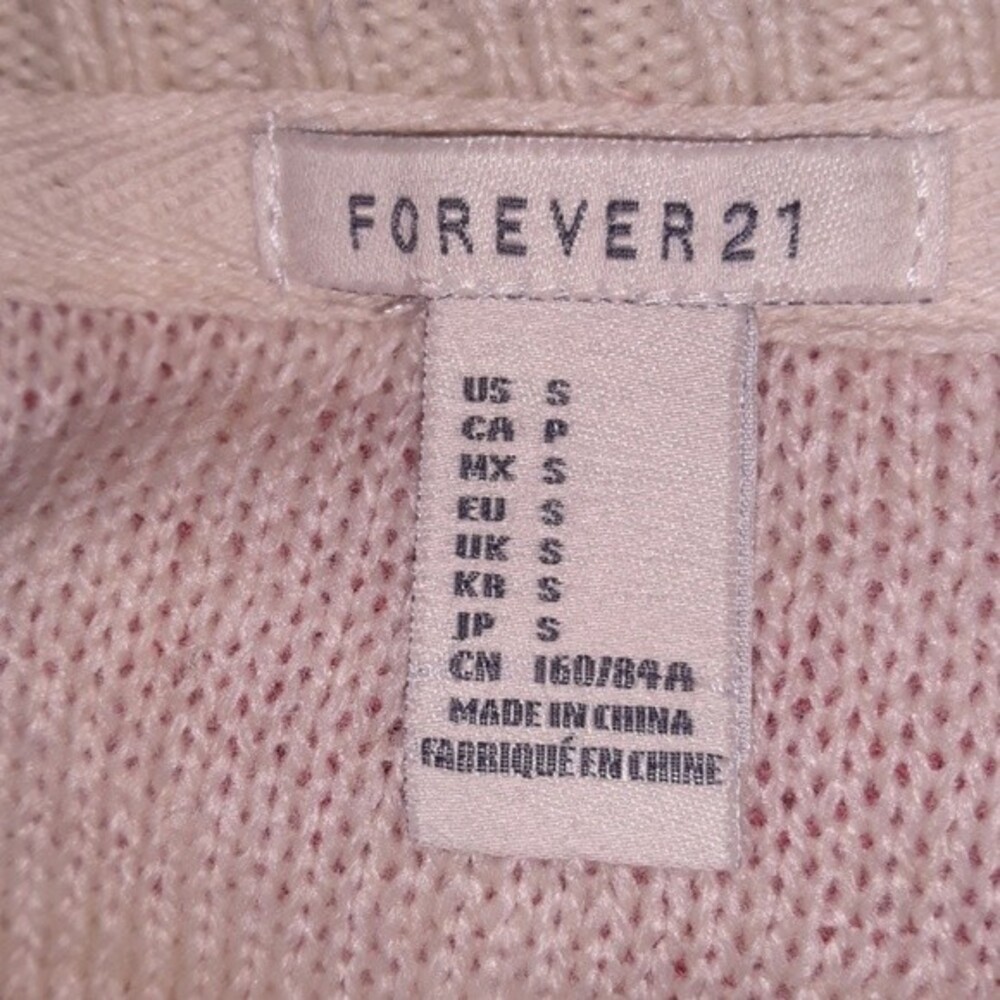 FOREVER 21
US S
CA P
MX S
EU S
UK S
KR S
JP S
CN 160/84A
MADE IN CHINA
FABRIQUÉ EN CHINE